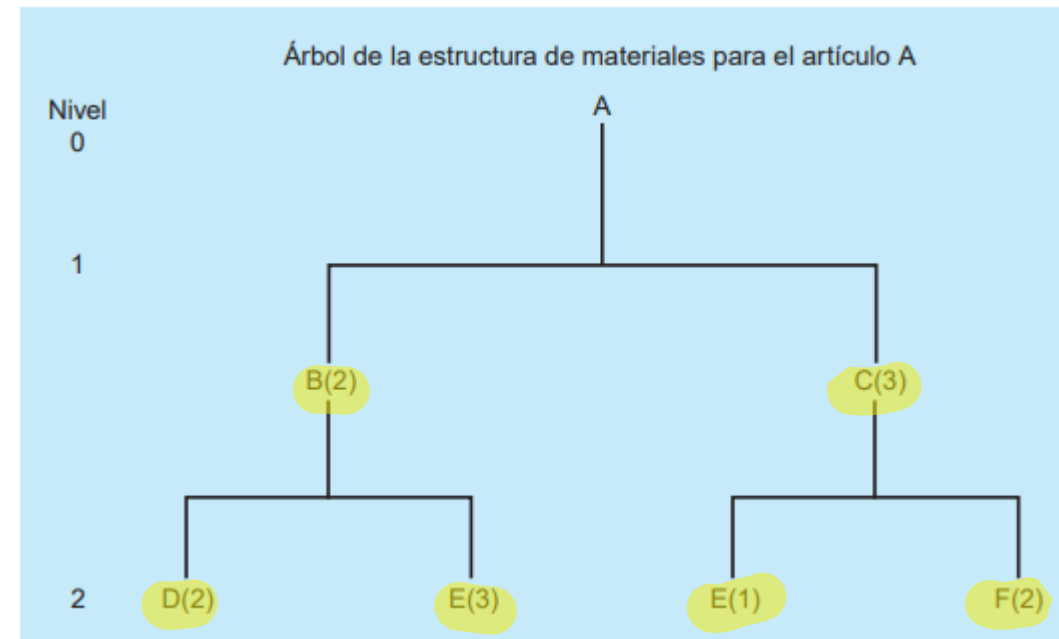 Árbol de la estructura de materiales para el artículo A
Nivel
0
A
1
B(2)
C(3)
2
D(2)
E(3)
E(1)
F(2)